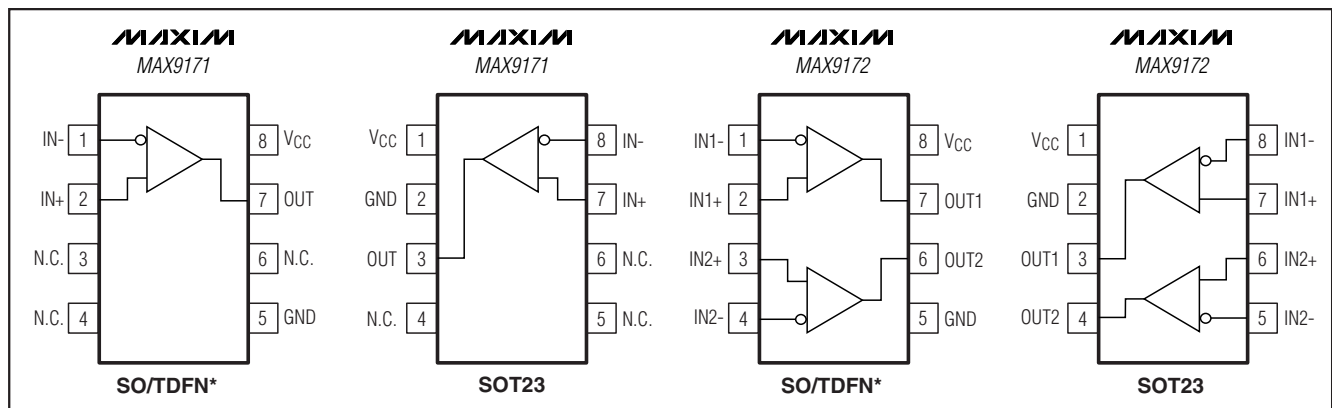 MAXIM
MAX9171
IN- 1
8 VCC
IN+ 2
7 OUT
N.C. 3
6 N.C.
N.C. 4
5 GND
SO/TDFN*
MAXIM
MAX9171
VCC 1
8 IN-
GND 2
7 IN+
OUT 3
6 N.C.
N.C. 4
5 N.C.
SOT23
MAXIM
MAX9172
IN1- 1
8 VCC
IN1+ 2
7 OUT1
IN2+ 3
6 OUT2
IN2- 4
5 GND
SO/TDFN*
MAXIM
MAX9172
VCC 1
8 IN1-
GND 2
7 IN1+
OUT1 3
6 IN2+
OUT2 4
5 IN2-
SOT23